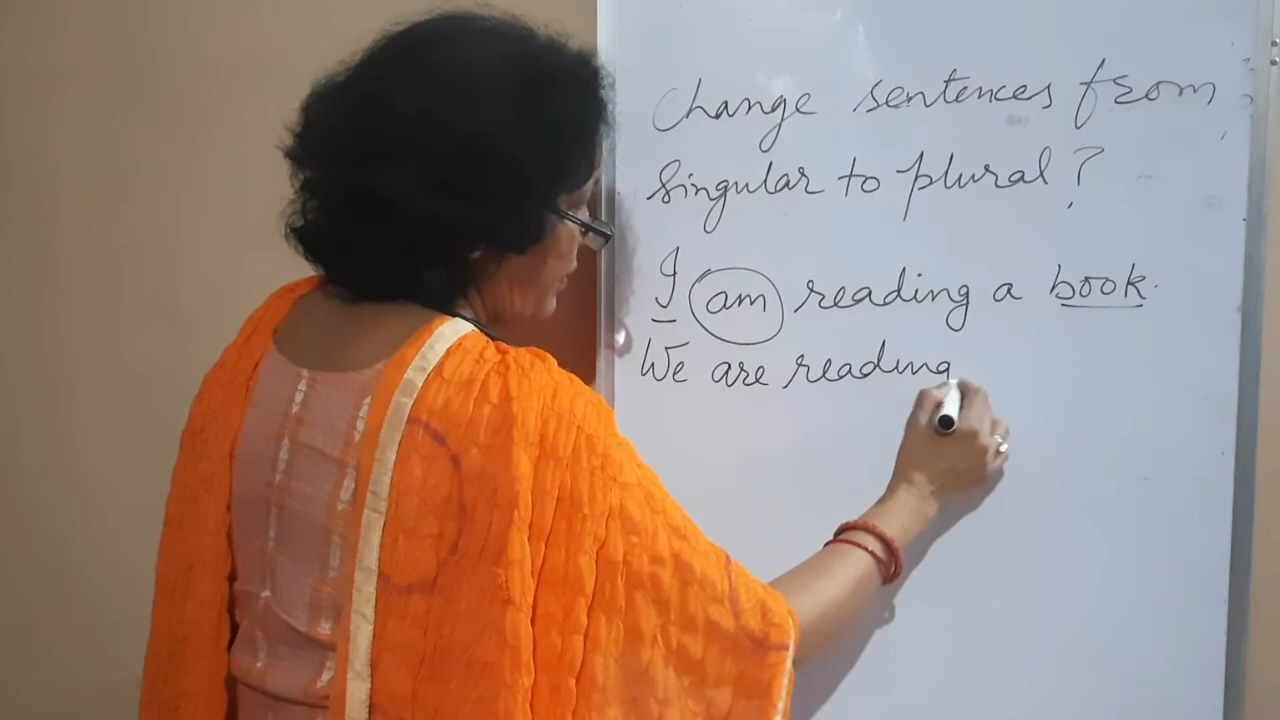 Change sentences from
singular to plural ?
I am reading a book.
We are reading